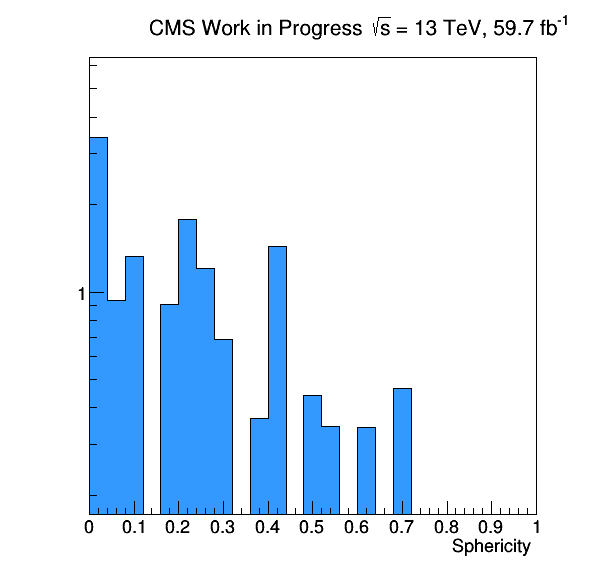 CMS Work in Progress √s = 13 TeV, 59.7 fb⁻¹
1
0 0.1 0.2 0.3 0.4 0.5 0.6 0.7 0.8 0.9 1
Sphericity